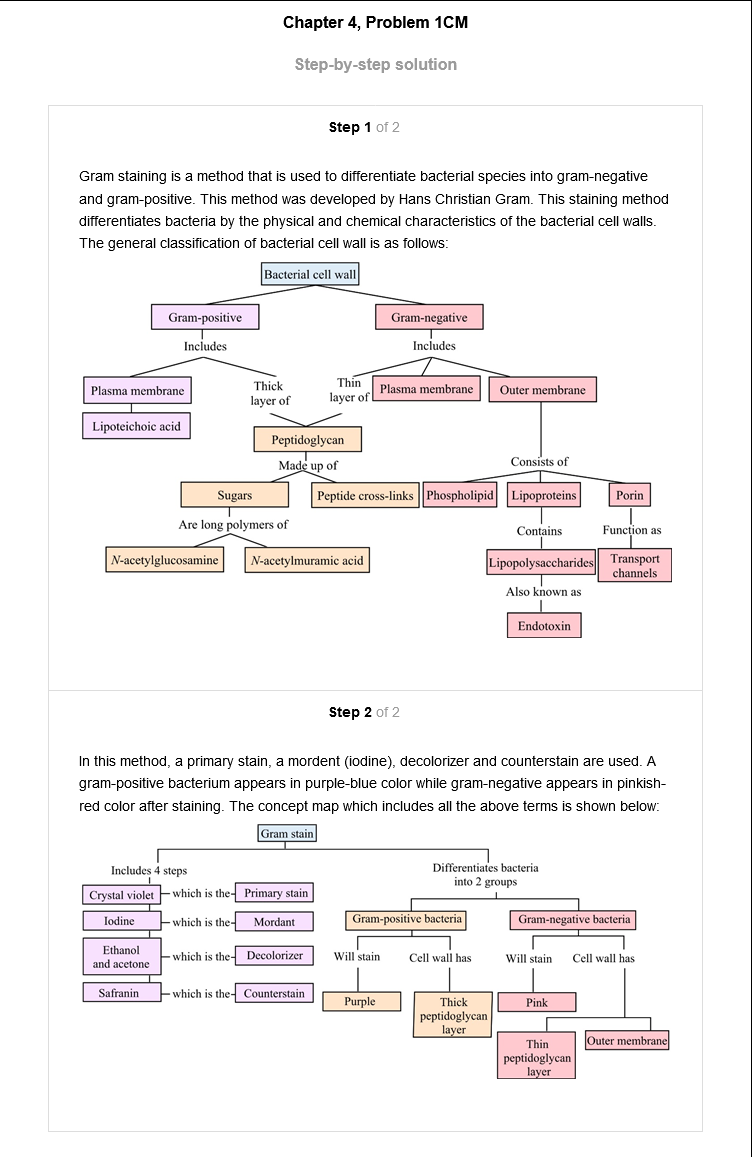 Chapter 4, Problem 1CM
Step-by-step solution
Step 1 of 2
Gram staining is a method that is used to differentiate bacterial species into gram-negative
and gram-positive. This method was developed by Hans Christian Gram. This staining method
differentiates bacteria by the physical and chemical characteristics of the bacterial cell walls.
The general classification of bacterial cell wall is as follows:
Bacterial cell wall
Gram-positive
Gram-negative
Includes
Includes
Plasma membrane
Thick
layer of
Thin
layer of
Plasma membrane
Outer membrane
Lipoteichoic acid
Peptidoglycan
Made up of
Consists of
Sugars
Peptide cross-links
Phospholipid
Lipoproteins
Porin
Are long polymers of
Contains
Function as
N-acetylglucosamine
N-acetylmuramic acid
Lipopolysaccharides
Transport
channels
Also known as
Endotoxin
Step 2 of 2
In this method, a primary stain, a mordent (iodine), decolorizer and counterstain are used. A
gram-positive bacterium appears in purple-blue color while gram-negative appears in pinkish-
red color after staining. The concept map which includes all the above terms is shown below:
Gram stain
Includes 4 steps
Differentiates bacteria
into 2 groups
Crystal violet
which is the
Primary stain
Iodine
which is the
Mordant
Ethanol
and acetone
which is the
Decolorizer
Safranin
which is the
Counterstain
Gram-positive bacteria
Gram-negative bacteria
Will stain
Cell wall has
Will stain
Cell wall has
Purple
Thick
peptidoglycan
layer
Pink
Thin
peptidoglycan
layer
Outer membrane